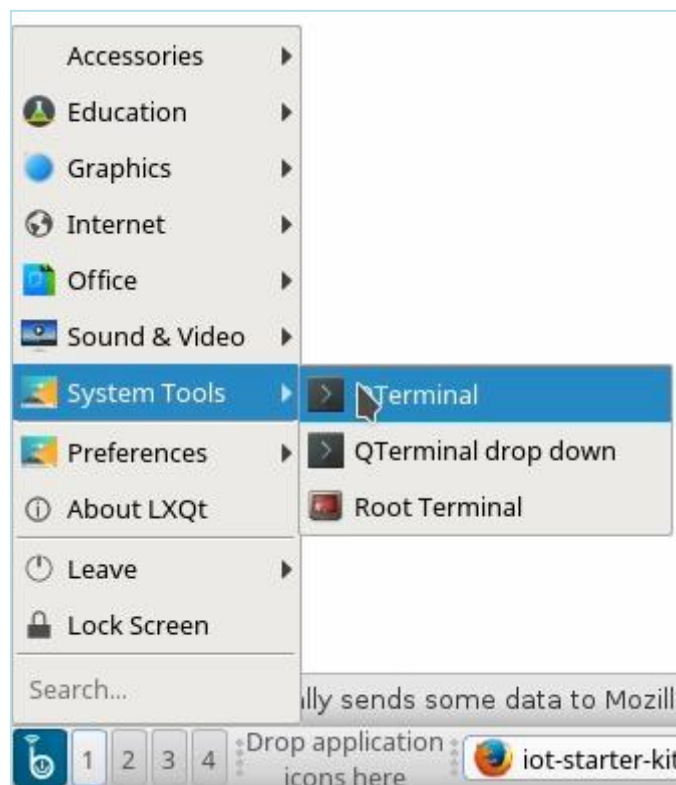 Accessories
Education
Graphics
Internet
Office
Sound & Video
System Tools
QTerminal
QTerminal drop down
Root Terminal
Preferences
About LXQt
Leave
Lock Screen
Search...
lly sends some data to Mozill
1 2 3 4
Drop application
icons here
iot-starter-kit